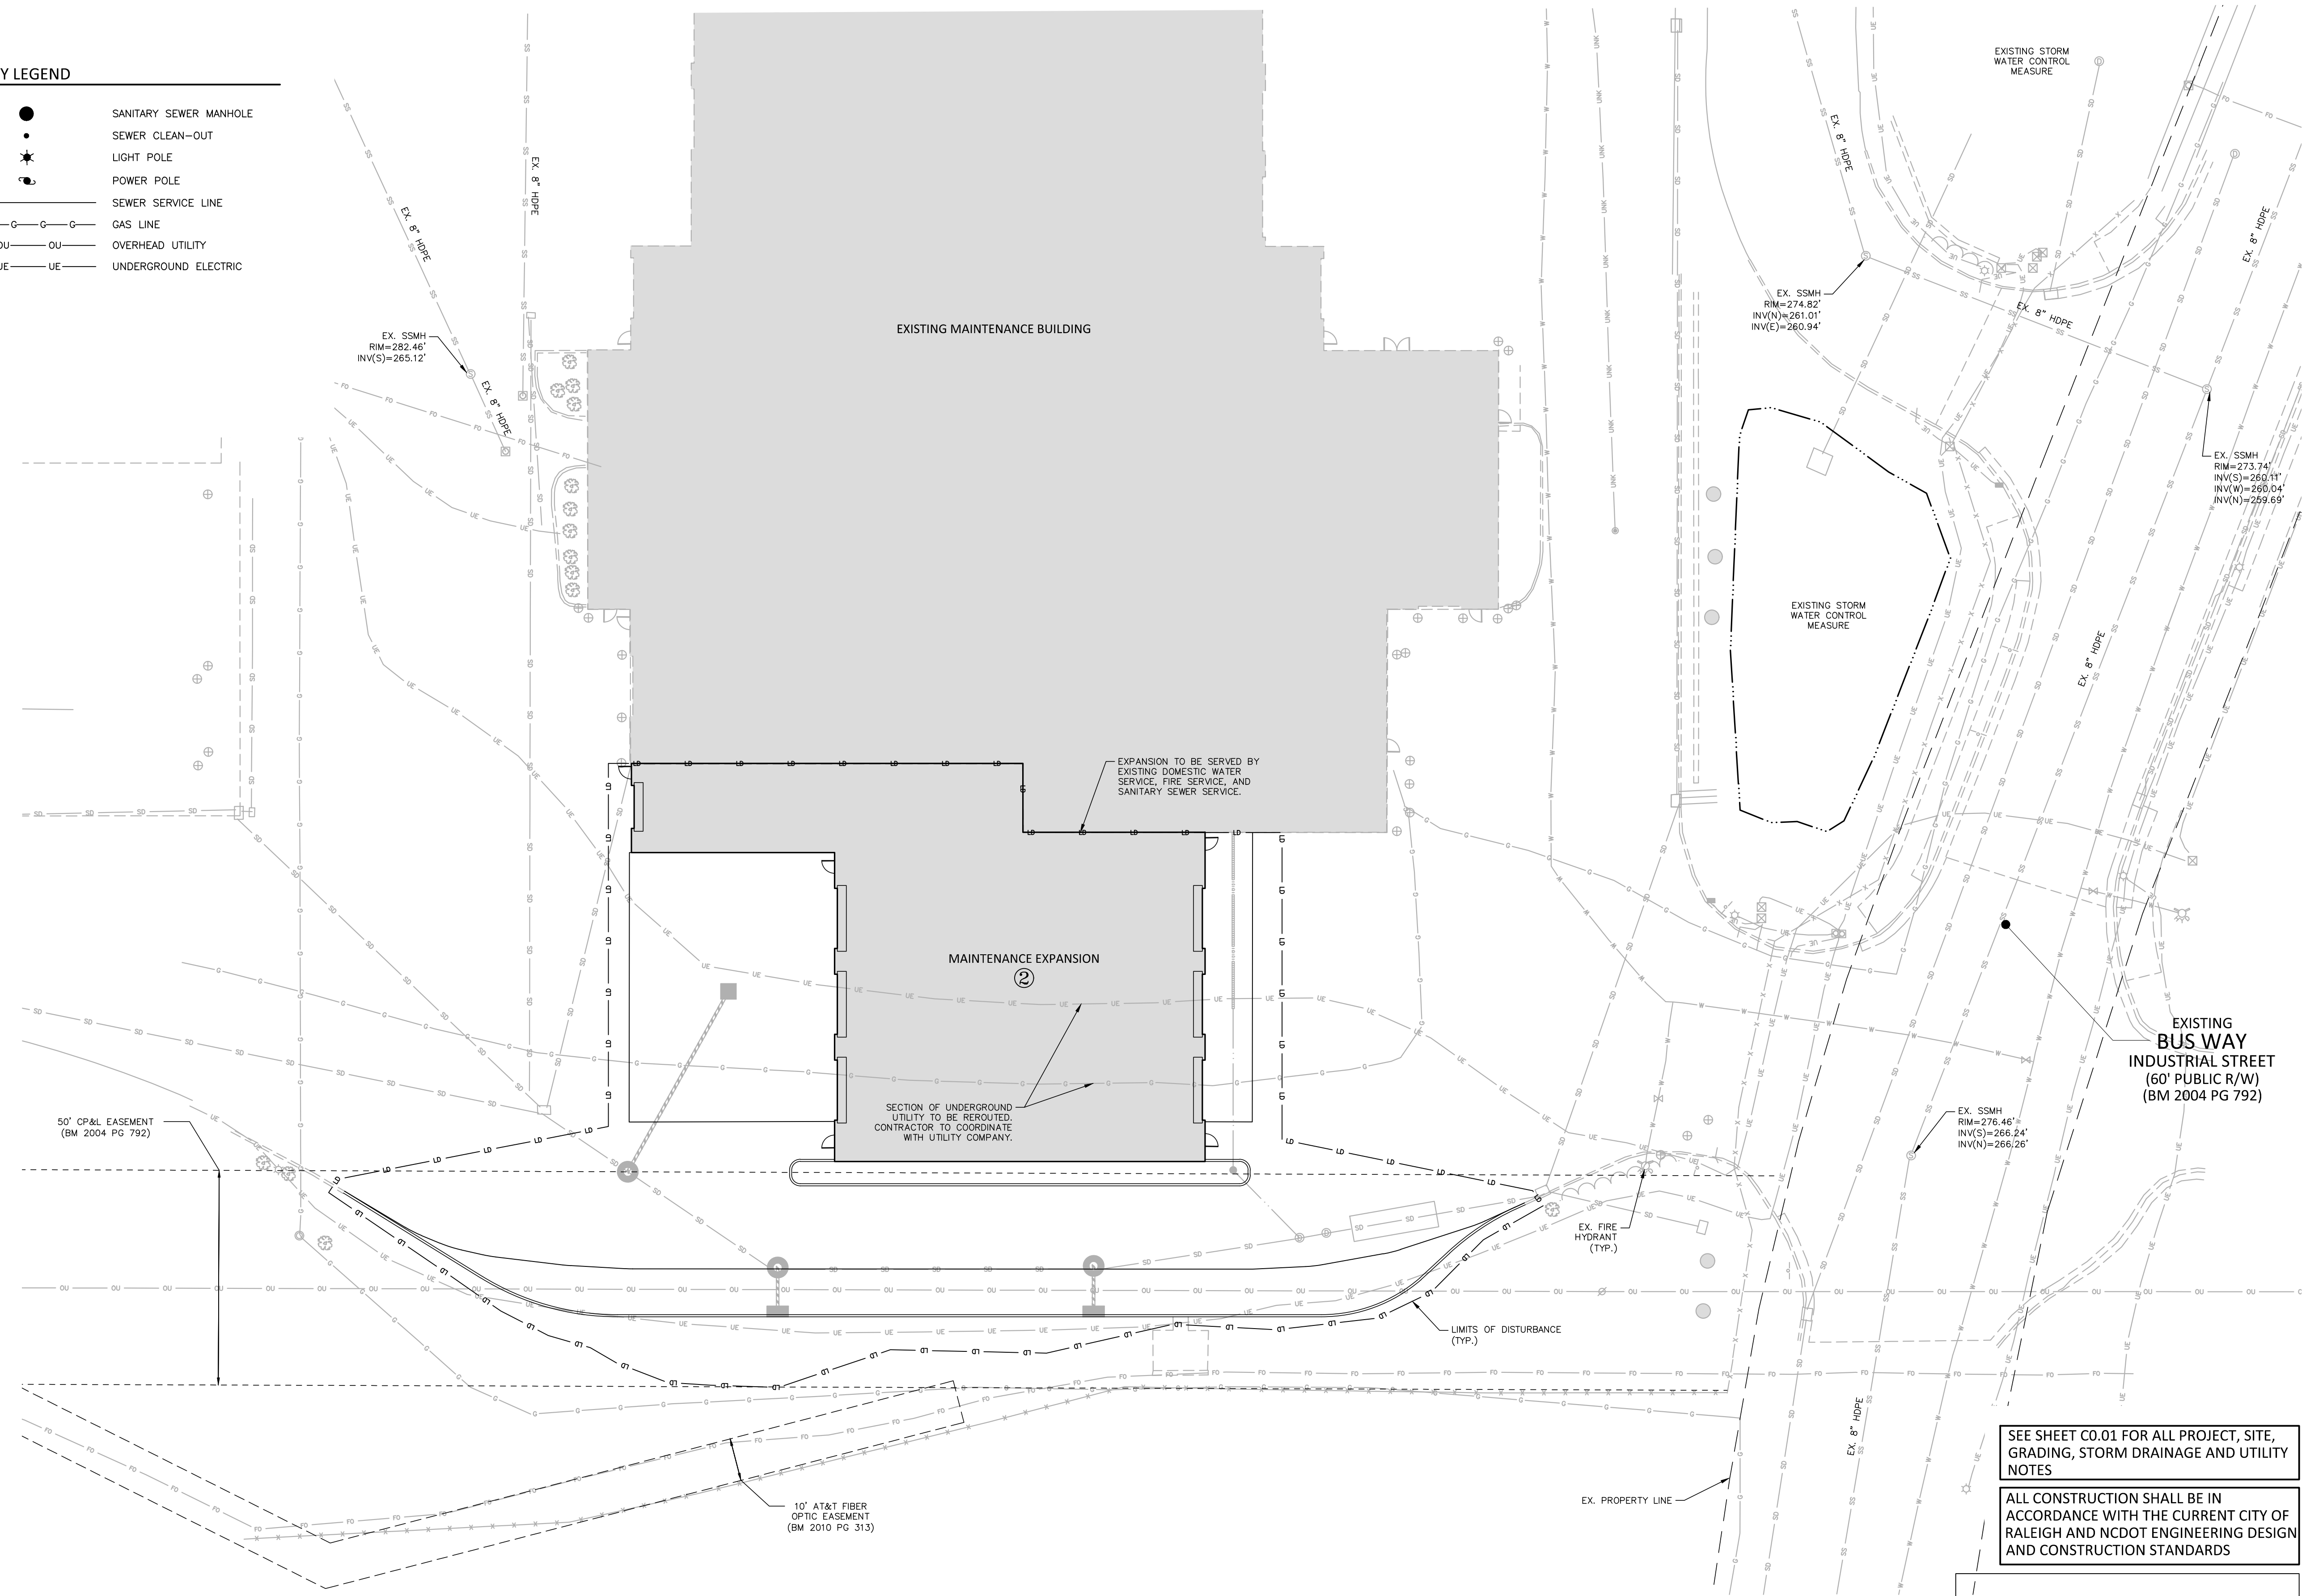 Y LEGEND
SANITARY SEWER MANHOLE
SEWER CLEAN-OUT
LIGHT POLE
POWER POLE
SEWER SERVICE LINE
G G G GAS LINE
OU OU OVERHEAD UTILITY
UE UE UNDERGROUND ELECTRIC
EX. 8" HDPE
EX. 8" HDPE
EX. SSMH
RIM=282.46'
INV(S)=265.12'
EX. 8" HDPE
EXISTING MAINTENANCE BUILDING
EXISTING STORM
WATER CONTROL
MEASURE
EX. 8" HDPE
EX. 8" HDPE
EX. SSMH
RIM=274.82'
INV(N)=261.01'
INV(E)=260.94'
EX. 8" HDPE
EX. SSMH
RIM=273.74'
INV(S)=260.11'
INV(W)=260.04'
INV(N)=259.69'
EXISTING STORM
WATER CONTROL
MEASURE
EX. 8" HDPE
EXPANSION TO BE SERVED BY
EXISTING DOMESTIC WATER
SERVICE, FIRE SERVICE, AND
SANITARY SEWER SERVICE.
MAINTENANCE EXPANSION
2
SECTION OF UNDERGROUND
UTILITY TO BE REROUTED.
CONTRACTOR TO COORDINATE
WITH UTILITY COMPANY.
EXISTING
BUS WAY
INDUSTRIAL STREET
(60' PUBLIC R/W)
(BM 2004 PG 792)
50' CP&L EASEMENT
(BM 2004 PG 792)
EX. SSMH
RIM=276.46'
INV(S)=266.24'
INV(N)=266.26'
EX. FIRE
HYDRANT
(TYP.)
LIMITS OF DISTURBANCE
(TYP.)
EX. 8" HDPE
10' AT&T FIBER
OPTIC EASEMENT
(BM 2010 PG 313)
EX. PROPERTY LINE
SEE SHEET C0.01 FOR ALL PROJECT, SITE,
GRADING, STORM DRAINAGE AND UTILITY
NOTES
ALL CONSTRUCTION SHALL BE IN
ACCORDANCE WITH THE CURRENT CITY OF
RALEIGH AND NCDOT ENGINEERING DESIGN
AND CONSTRUCTION STANDARDS